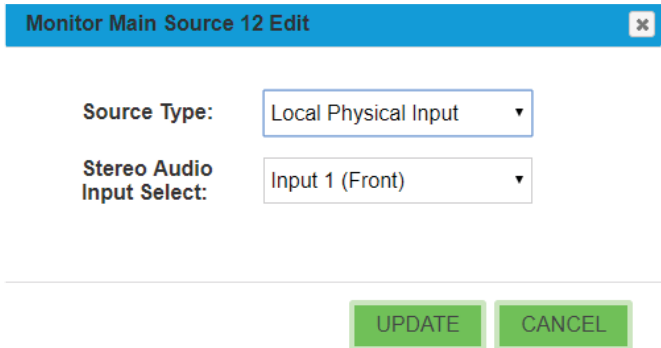 Monitor Main Source 12 Edit
Source Type: Local Physical Input
Stereo Audio
Input Select: Input 1 (Front)
UPDATE CANCEL